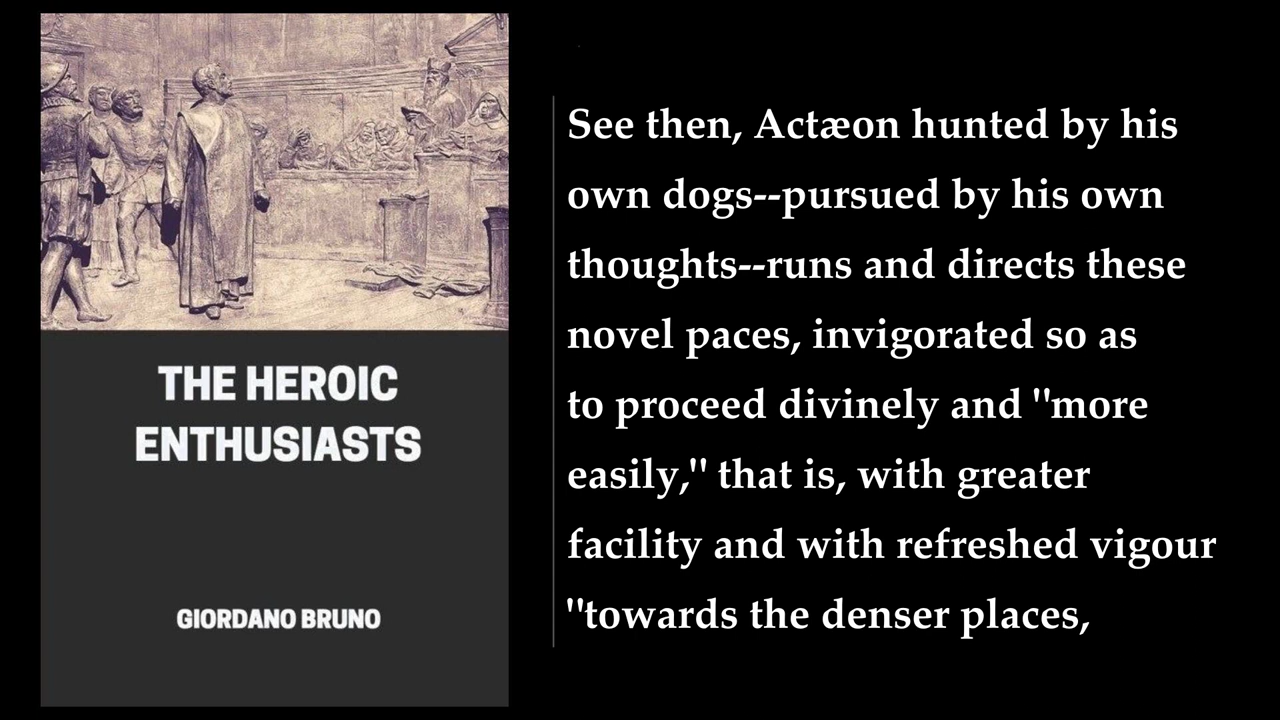 THE HEROIC
ENTHUSIASTS
GIORDANO BRUNO
See then, Actæon hunted by his
own dogs--pursued by his own
thoughts--runs and directs these
novel paces, invigorated so as
to proceed divinely and "more
easily," that is, with greater
facility and with refreshed vigour
"towards the denser places,